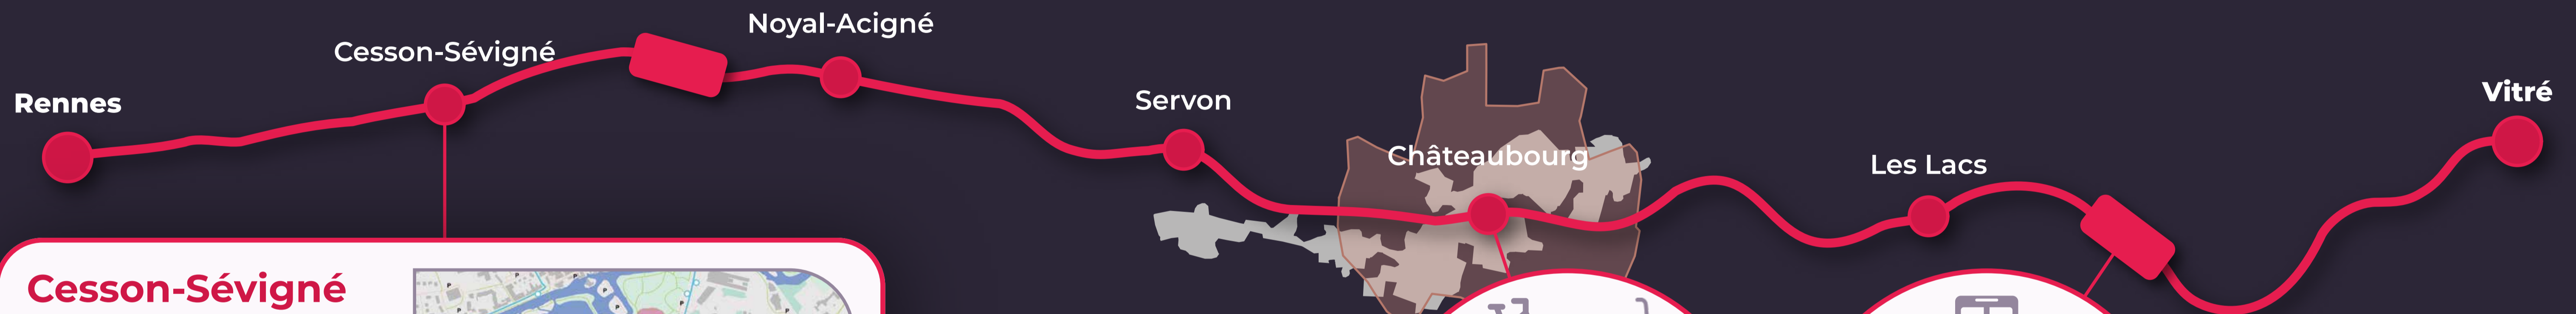 Noyal-Acigné
Cesson-Sévigné
Rennes
Servon
Vitré
Châteaubourg
Les Lacs
Cesson-Sévigné